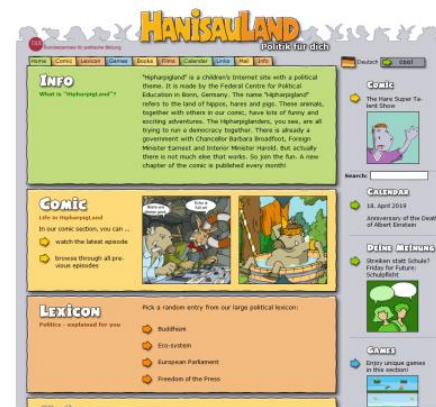 HANISAULAND
Politik für dich
bpb Bundeszentrale für politische Bildung
Home Comic Lexicon Games Books Films Calendar Links Mail Info
Deutsch
INFO
What is "HipharpigLand"?
"Hipharpigland" is a children's Internet site with a political
theme. It is made by the Federal Centre for Political
Education in Bonn, Germany. The name "Hipharpigland"
refers to the land of hippos, hares and pigs. These animals,
together with others in our comic, have lots of funny and
exciting adventures. The Hipharpiglanders, you see, are all
trying to run a democracy together. There is already a
government with Chancellor Barbara Broadfoot, Foreign
Minister Earnest and Interior Minister Harold. But actually
there is not much else that works. So join the fun. A new
chapter of the comic is published every month!
COMIC
Life in HipharpigLand
In our comic section, you can ...
watch the latest episode
browse through all pre-
vious episodes
LEXICON
Politics - explained for you
Pick a random entry from our large political lexicon:
Buddhism
Eco-system
European Parliament
Freedom of the Press
COMIC
The Hare Super Ta-
lent Show
Search:
CALENDAR
18. April 2019
Anniversary of the Deat
of Albert Einstein
DEINE MEINUNG
Streiken statt Schule?
Friday for Future:
Schulpflicht
GAMES
Enjoy unique games
in this section!